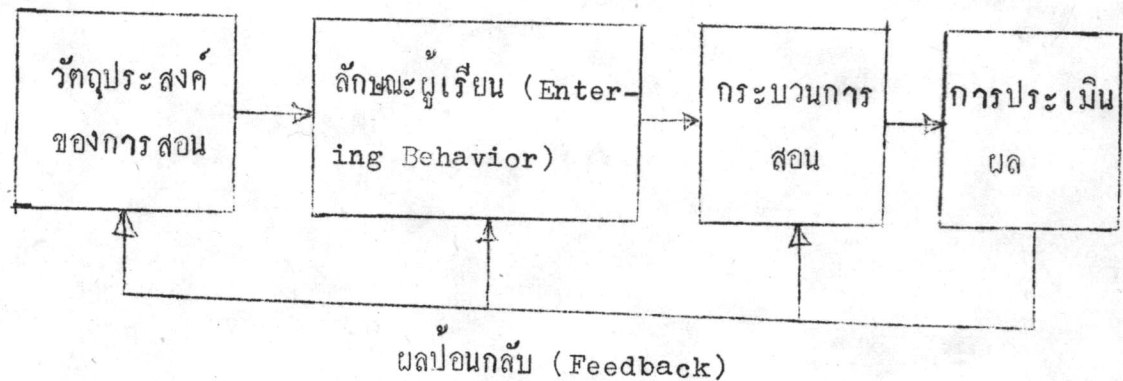 วัตถุประสงค์
ของการสอน
ลักษณะผู้เรียน (Enter-
ing Behavior)
กระบวนการ
สอน
การประเมิน
ผล
ผลป้อนกลับ (Feedback)